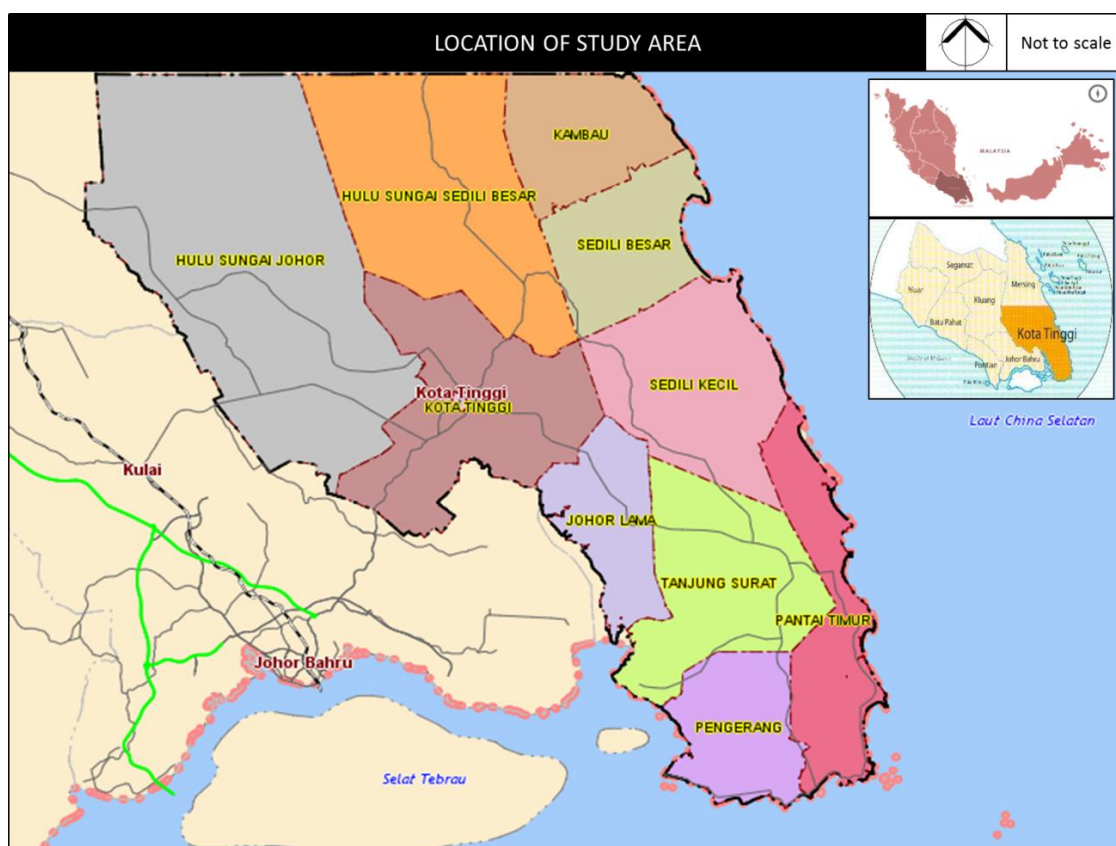 LOCATION OF STUDY AREA
Not to scale
KAMBAU
HULU SUNGAI SEDILI BESAR
SEDILI BESAR
HULU SUNGAI JOHOR
SEDILI KECIL
Kota Tinggi
KOTA TINGGI
Kulai
JOHOR LAMA
TANJUNG SURAT
PANTAI TIMUR
Johor Bahru
PENGERANG
Selat Tebrau
MALAYSIA
Segamat
Mersing
Muar
Kluang
Batu Pahat
Kota Tinggi
Johor Bahru
Pontian
Laut China Selatan